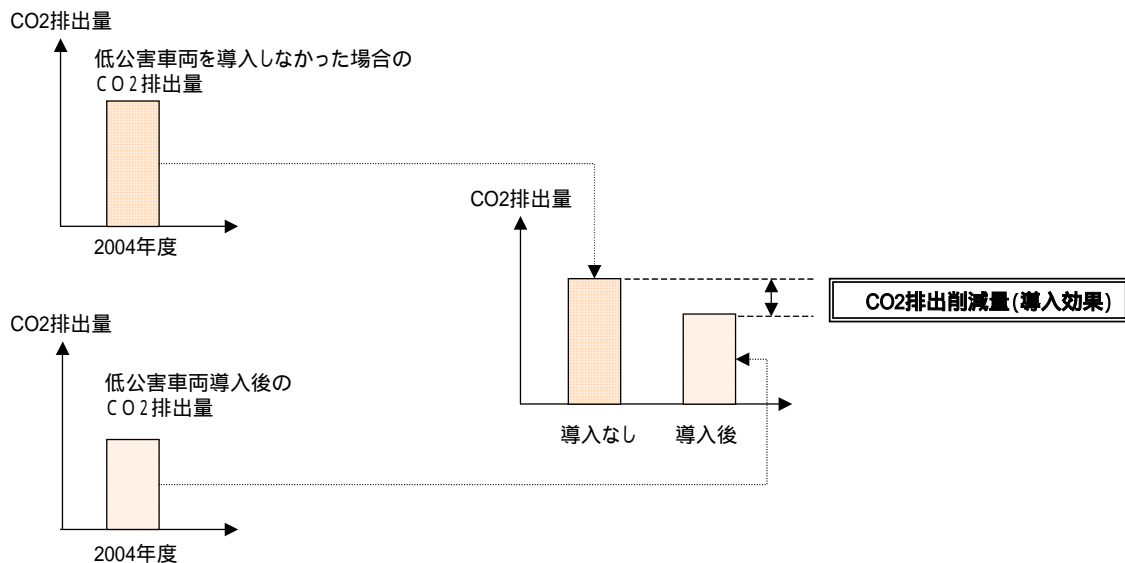 CO2排出量
低公害車両を導入しなかった場合の
CO2排出量
2004年度
CO2排出量
導入なし
導入後
CO2排出削減量(導入効果)
CO2排出量
低公害車両導入後の
CO2排出量
2004年度